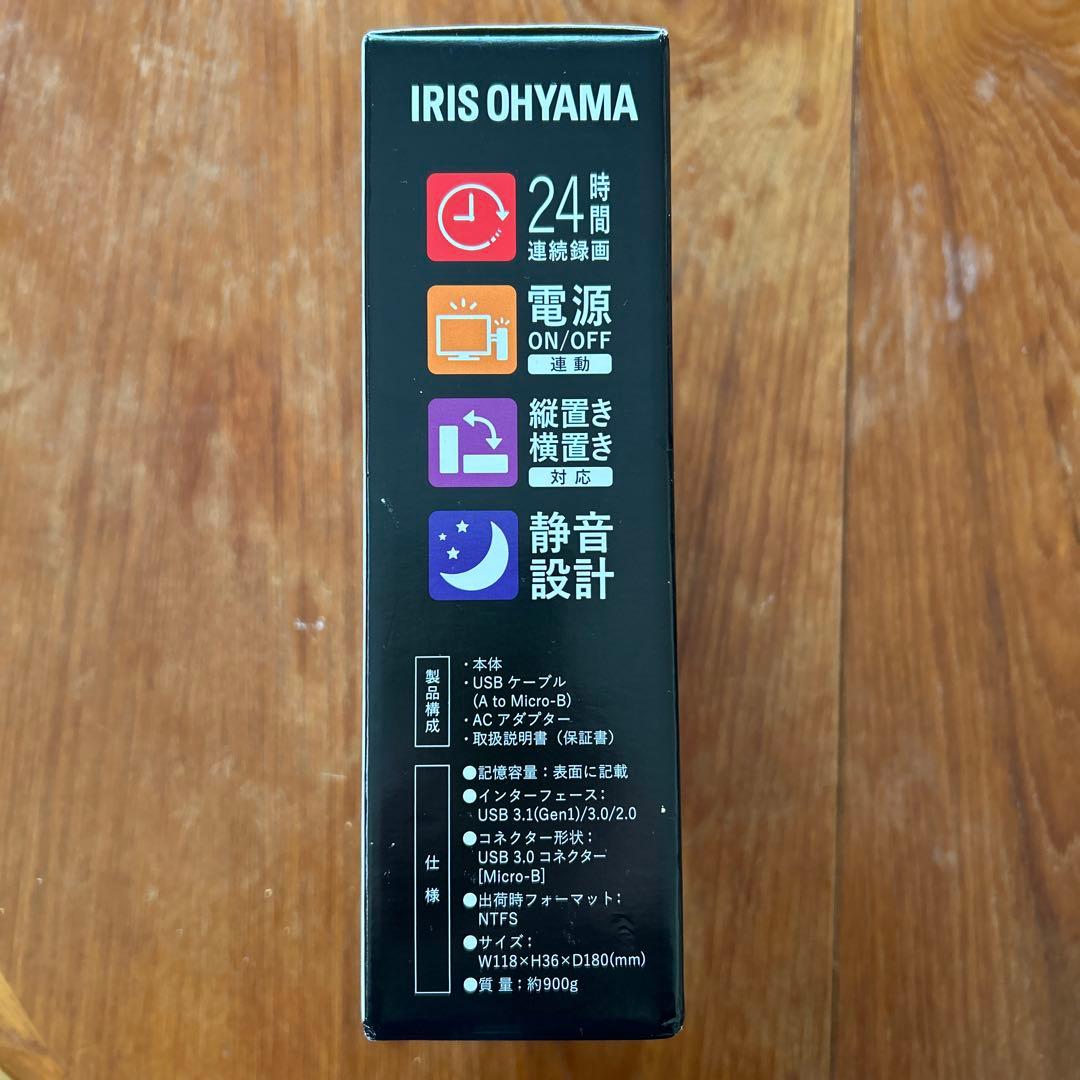 IRIS OHYAMA
24時間
連続録画
電源
ON/OFF
連動
縦置き
横置き
対応
静音
設計
製品構成
・本体
・USB ケーブル
(A to Micro-B)
・AC アダプター
・取扱説明書（保証書）
仕様
●記憶容量：表面に記載
●インターフェース：
USB 3.1(Gen1)/3.0/2.0
●コネクター形状：
USB 3.0 コネクター
[Micro-B]
●出荷時フォーマット：
NTFS
●サイズ：
W118×H36×D180(mm)
●質量：約900g